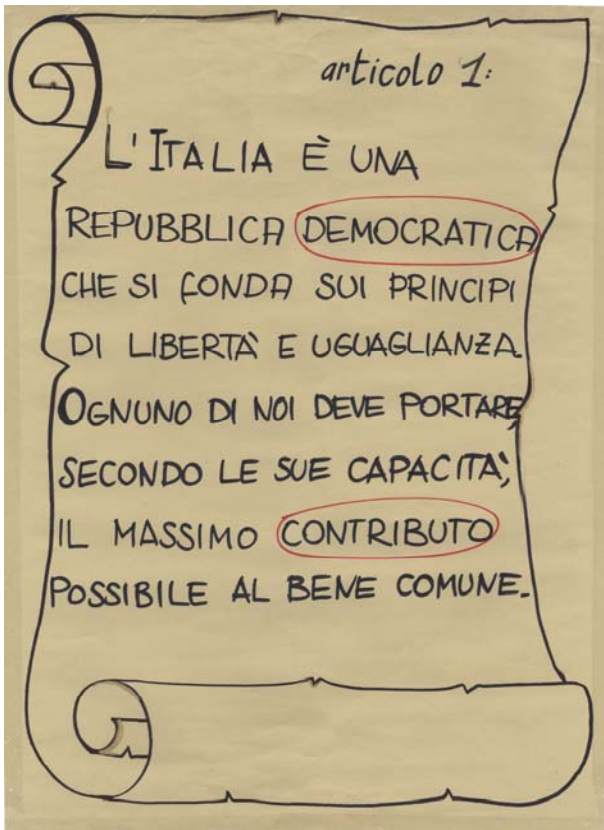 articolo 1:
L'ITALIA È UNA
REPUBBLICA DEMOCRATICA
CHE SI FONDA SUI PRINCIPI
DI LIBERTÀ E UGUAGLIANZA.
OGNUNO DI NOI DEVE PORTARE,
SECONDO LE SUE CAPACITÀ,
IL MASSIMO CONTRIBUTO
POSSIBILE AL BENE COMUNE.